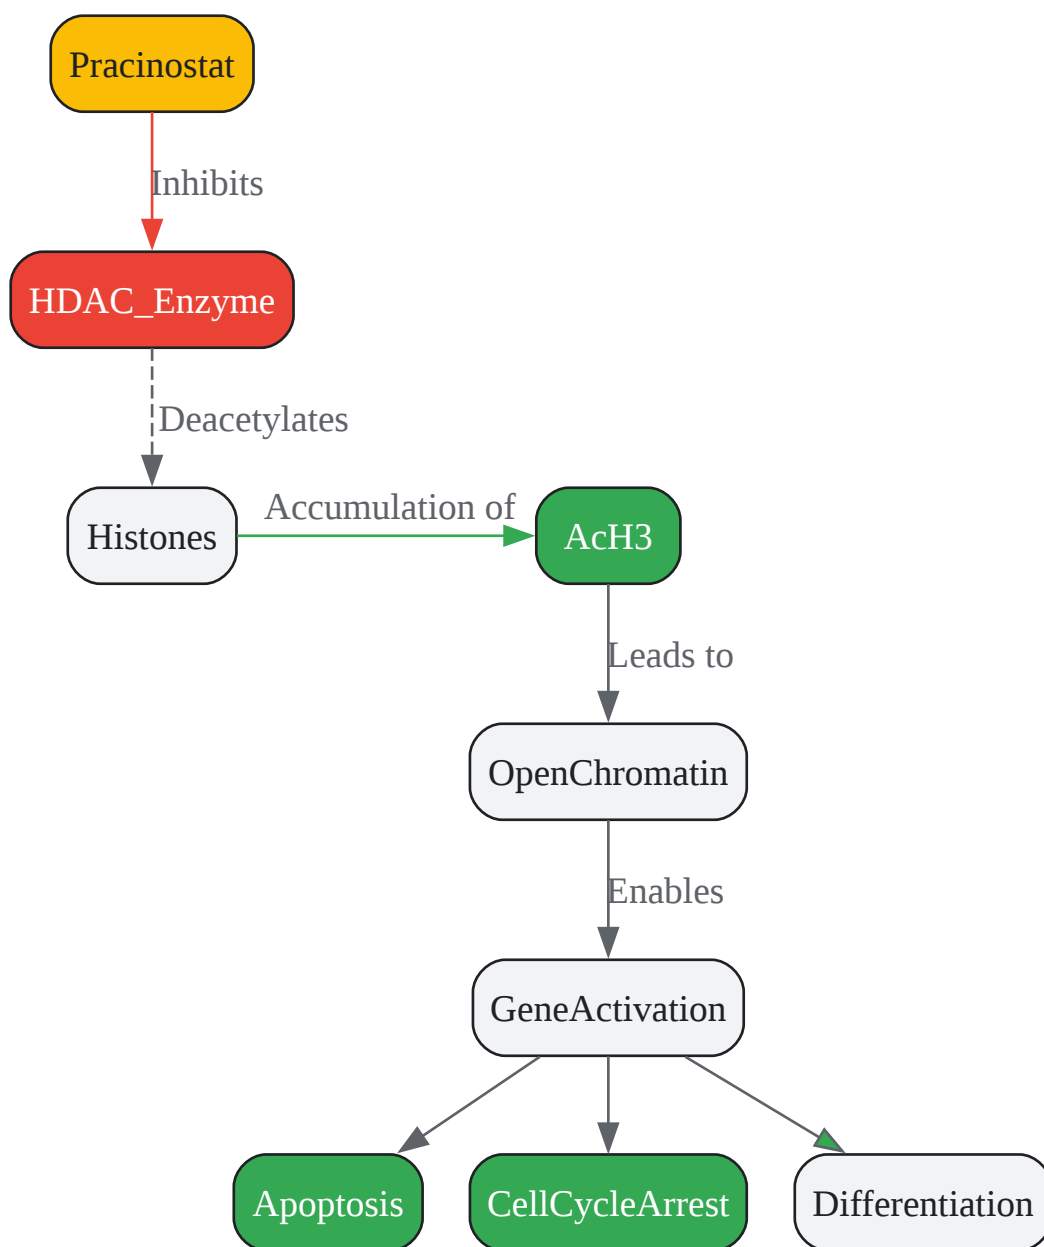 Pracinostat
Inhibits
HDAC_Enzyme
Deacetylates
Histones
Accumulation of
AcH3
Leads to
OpenChromatin
Enables
GeneActivation
Apoptosis
CellCycleArrest
Differentiation